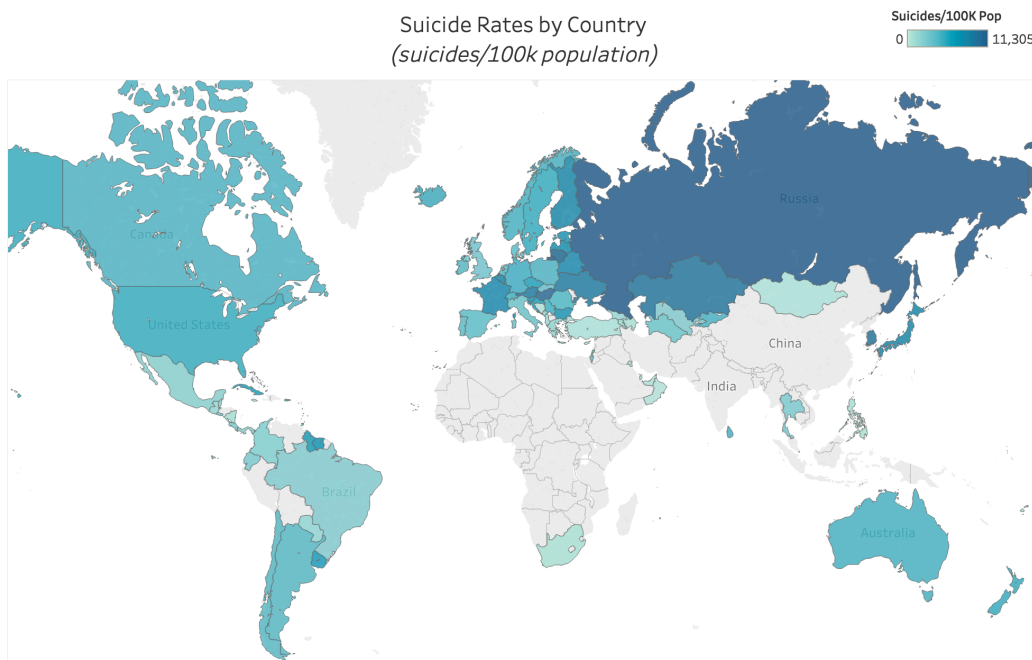 Suicide Rates by Country
(suicides/100k population)
Suicides/100K Pop
0 11,305
Russia
Canada
United States
China
India
Brazil
Australia